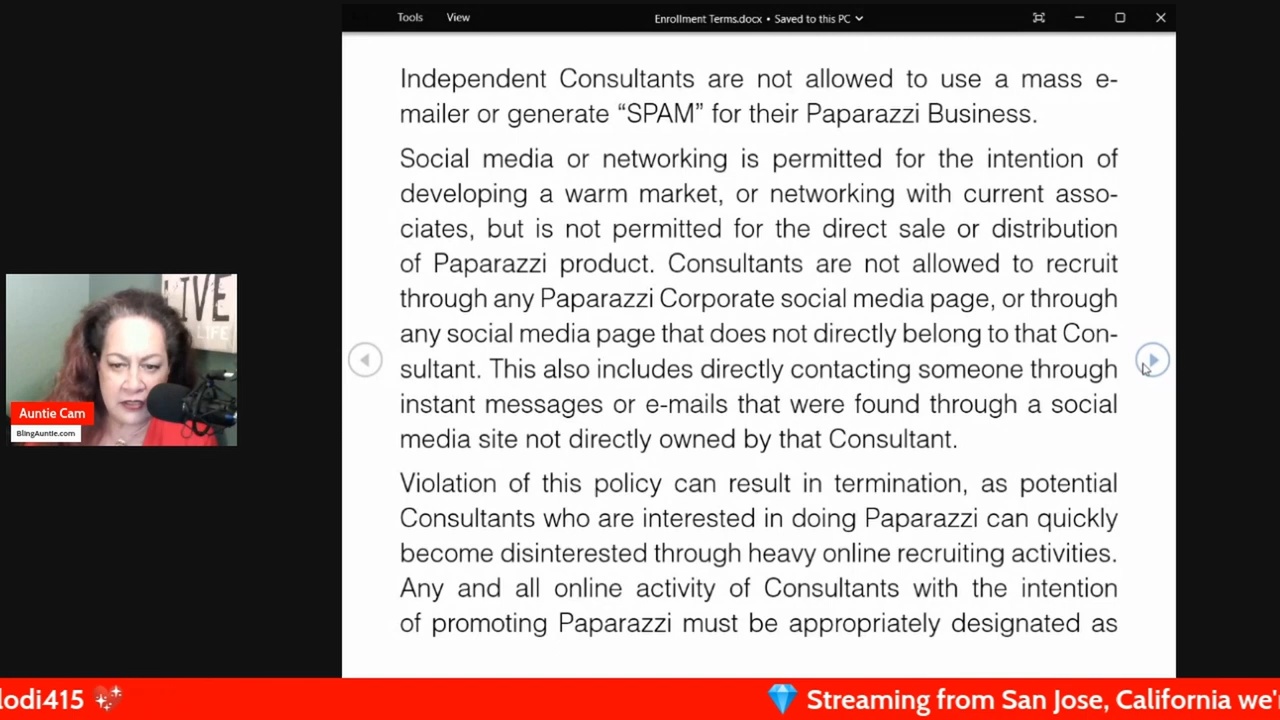 Tools View Enrollment Terms.docx • Saved to this PC
Independent Consultants are not allowed to use a mass e-
mailer or generate “SPAM” for their Paparazzi Business.
Social media or networking is permitted for the intention of
developing a warm market, or networking with current asso-
ciates, but is not permitted for the direct sale or distribution
of Paparazzi product. Consultants are not allowed to recruit
through any Paparazzi Corporate social media page, or through
any social media page that does not directly belong to that Con-
sultant. This also includes directly contacting someone through
instant messages or e-mails that were found through a social
media site not directly owned by that Consultant.
Violation of this policy can result in termination, as potential
Consultants who are interested in doing Paparazzi can quickly
become disinterested through heavy online recruiting activities.
Any and all online activity of Consultants with the intention
of promoting Paparazzi must be appropriately designated as
IVE
LIFE
Auntie Cam
BlingAuntie.com
lodi415 💖 💎 Streaming from San Jose, California we'r